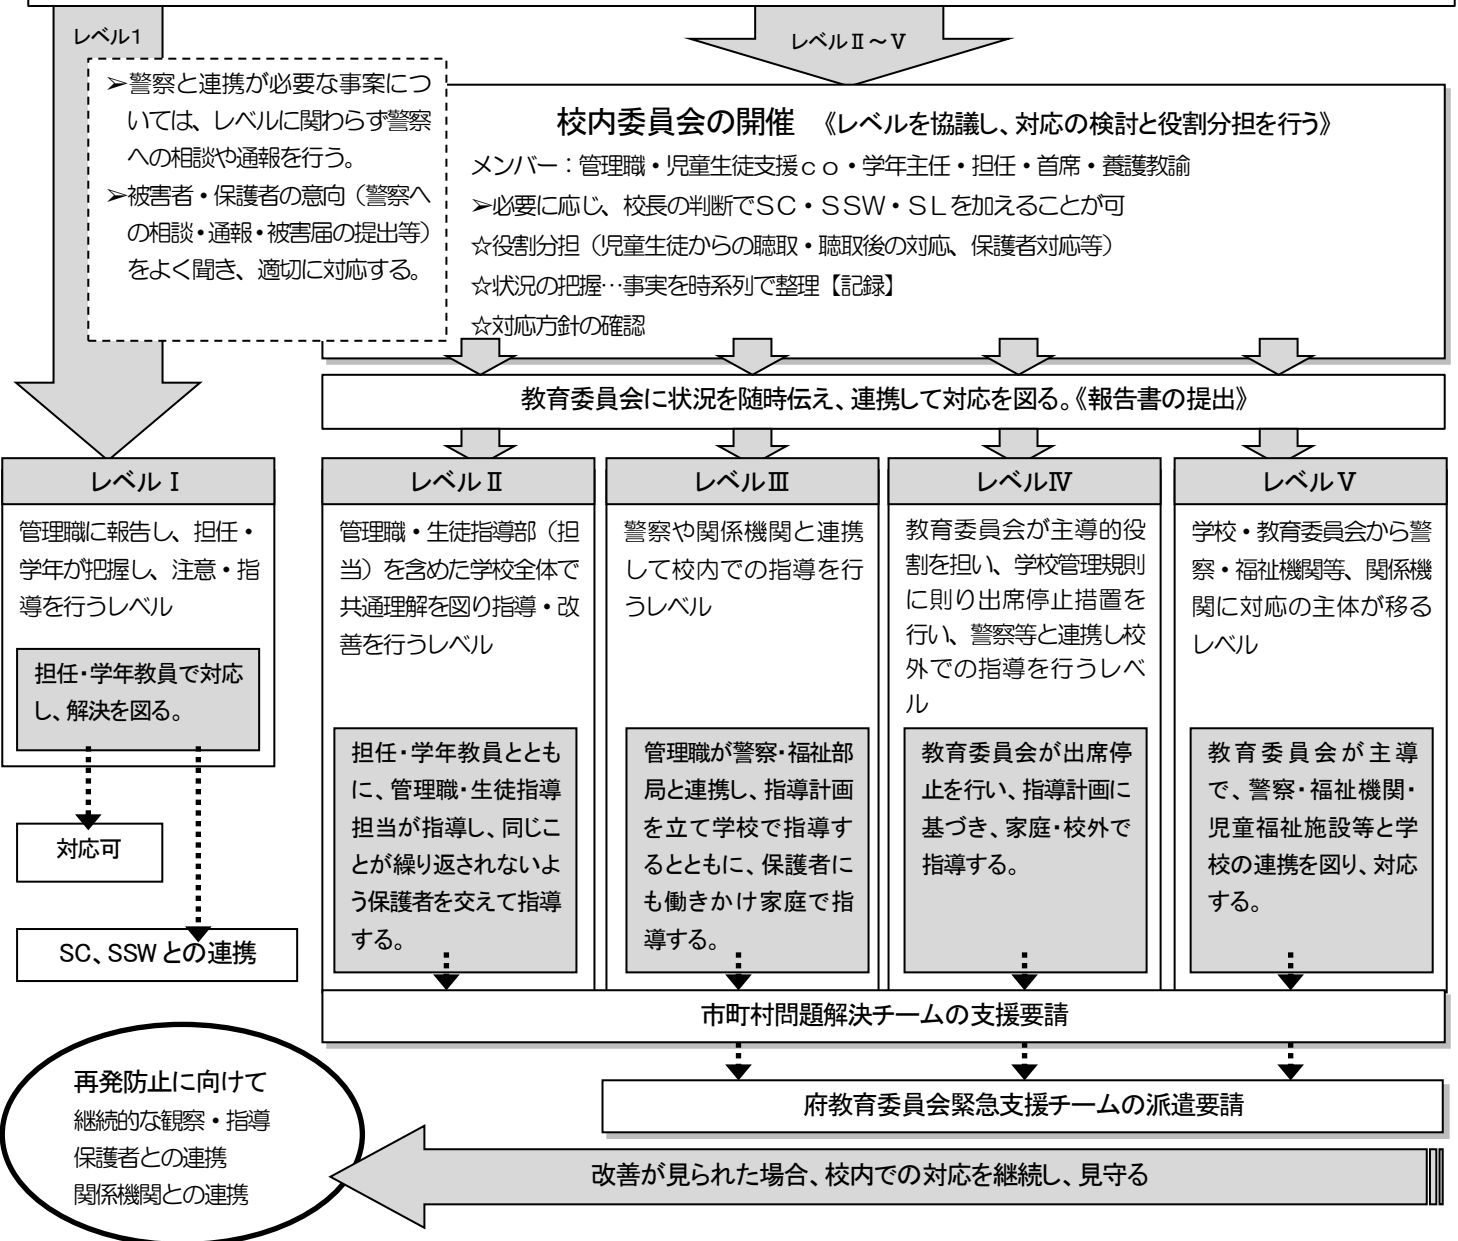 レベル１
レベルⅡ～Ⅴ
➢警察と連携が必要な事案につ
いては、レベルに関わらず警察
への相談や通報を行う。
➢被害者・保護者の意向（警察へ
の相談・通報・被害届の提出等）
をよく聞き、適切に対応する。
校内委員会の開催　《レベルを協議し、対応の検討と役割分担を行う》
メンバー：管理職・児童生徒支援ｃｏ・学年主任・担任・首席・養護教諭
➢必要に応じ、校長の判断でＳＣ・ＳＳＷ・ＳＬを加えることが可
☆役割分担（児童生徒からの聴取・聴取後の対応、保護者対応等）
☆状況の把握…事実を時系列で整理【記録】
☆対応方針の確認
教育委員会に状況を随時伝え、連携して対応を図る。《報告書の提出》
レベルⅠ
管理職に報告し、担任・
学年が把握し、注意・指
導を行うレベル
担任・学年教員で対応
し、解決を図る。
対応可
SC、SSWとの連携
レベルⅡ
管理職・生徒指導部（担
当）を含めた学校全体で
共通理解を図り指導・改
善を行うレベル
担任・学年教員ととも
に、管理職・生徒指導
担当が指導し、同じこ
とが繰り返されないよ
う保護者を交えて指導
する。
レベルⅢ
警察や関係機関と連携
して校内での指導を行
うレベル
管理職が警察・福祉部
局と連携し、指導計画
を立て学校で指導す
るとともに、保護者に
も働きかけ家庭で指
導する。
レベルⅣ
教育委員会が主導的役
割を担い、学校管理規則
に則り出席停止措置を
行い、警察等と連携し校
外での指導を行うレベ
ル
教育委員会が出席停
止を行い、指導計画に
基づき、家庭・校外で
指導する。
レベルⅤ
学校・教育委員会から警
察・福祉機関等、関係機
関に対応の主体が移る
レベル
教育委員会が主導
で、警察・福祉機関・
児童福祉施設等と学
校の連携を図り、対応
する。
市町村問題解決チームの支援要請
府教育委員会緊急支援チームの派遣要請
改善が見られた場合、校内での対応を継続し、見守る
再発防止に向けて
継続的な観察・指導
保護者との連携
関係機関との連携